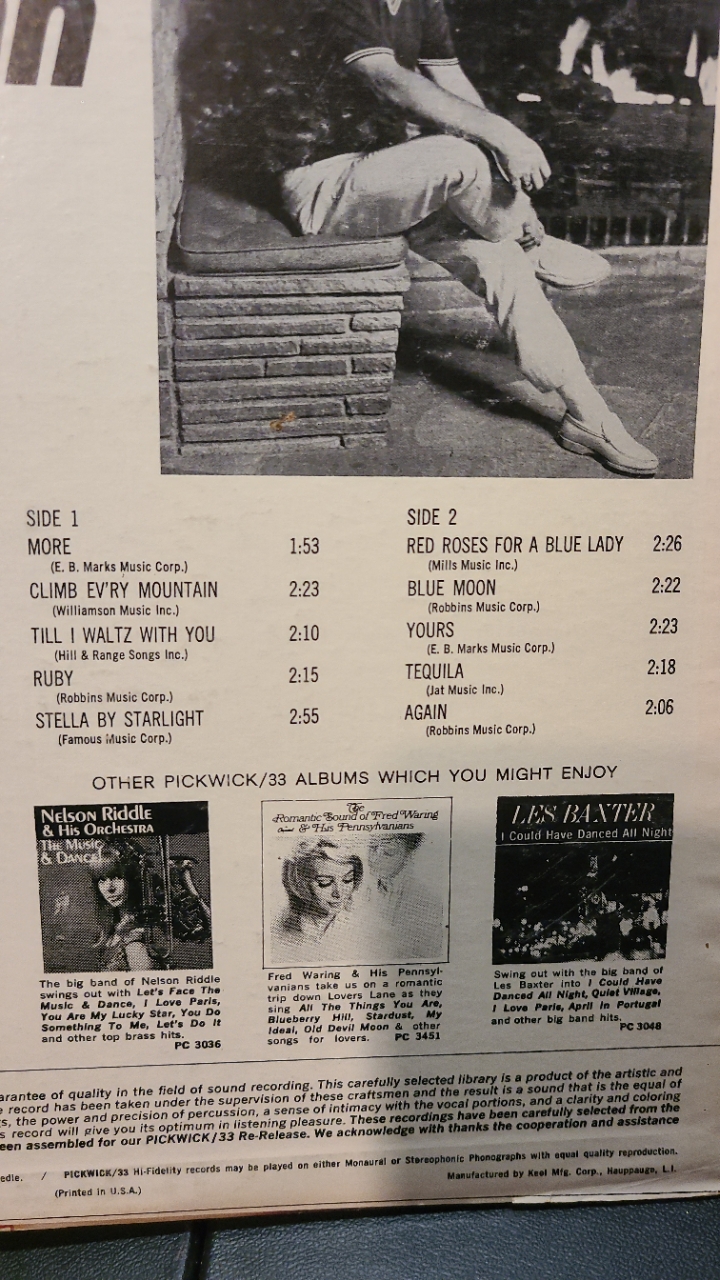 n
SIDE 1
MORE 1:53
(E. B. Marks Music Corp.)
CLIMB EV'RY MOUNTAIN 2:23
(Williamson Music Inc.)
TILL I WALTZ WITH YOU 2:10
(Hill & Range Songs Inc.)
RUBY 2:15
(Robbins Music Corp.)
STELLA BY STARLIGHT 2:55
(Famous Music Corp.)
SIDE 2
RED ROSES FOR A BLUE LADY 2:26
(Mills Music Inc.)
BLUE MOON 2:22
(Robbins Music Corp.)
YOURS 2:23
(E. B. Marks Music Corp.)
TEQUILA 2:18
(Jat Music Inc.)
AGAIN 2:06
(Robbins Music Corp.)
OTHER PICKWICK/33 ALBUMS WHICH YOU MIGHT ENJOY
NELSON RIDDLE
& HIS ORCHESTRA
THE MUSIC
& DANCE!
The big band of Nelson Riddle
swings out with Let's Face The
Music & Dance, I Love Paris,
You Are My Lucky Star, You Do
Something To Me, Let's Do It
and other top brass hits.
PC 3036
The
Romantic Sound of Fred Waring
and & His Pennsylvanians
Fred Waring & His Pennsyl-
vanians take us on a romantic
trip down Lovers Lane as they
sing All The Things You Are,
Blueberry Hill, Stardust, My
Ideal, Old Devil Moon & other
songs for lovers. PC 3451
LES BAXTER
I Could Have Danced All Night
Swing out with the big band of
Les Baxter into I Could Have
Danced All Night, Quiet Village,
I Love Paris, April in Portugal
and other big band hits.
PC 3048
arantee of quality in the field of sound recording. This carefully selected library is a product of the artistic and
e record has been taken under the supervision of these craftsmen and the result is a sound that is the equal of
s, the power and precision of percussion, a sense of intimacy with the vocal portions, and a clarity and coloring
s record will give you its optimum in listening pleasure. These recordings have been carefully selected from the
een assembled for our PICKWICK/33 Re-Release. We acknowledge with thanks the cooperation and assistance
edle. / PICKWICK/33 Hi-Fidelity records may be played on either Monaural or Stereophonic Phonographs with equal quality reproduction.
(Printed in U.S.A.) Manufactured by Keel Mfg. Corp., Hauppauge, L.I.